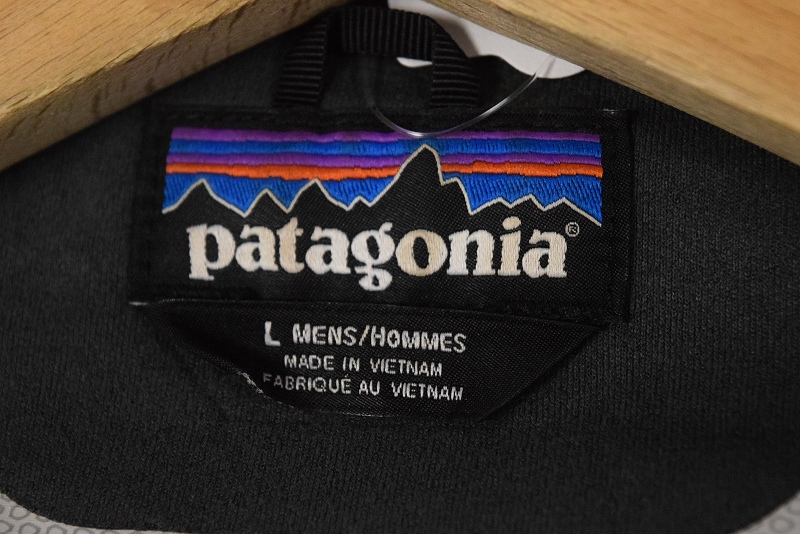 patagonia®
L MENS/HOMMES
MADE IN VIETNAM
FABRIQUÉ AU VIETNAM